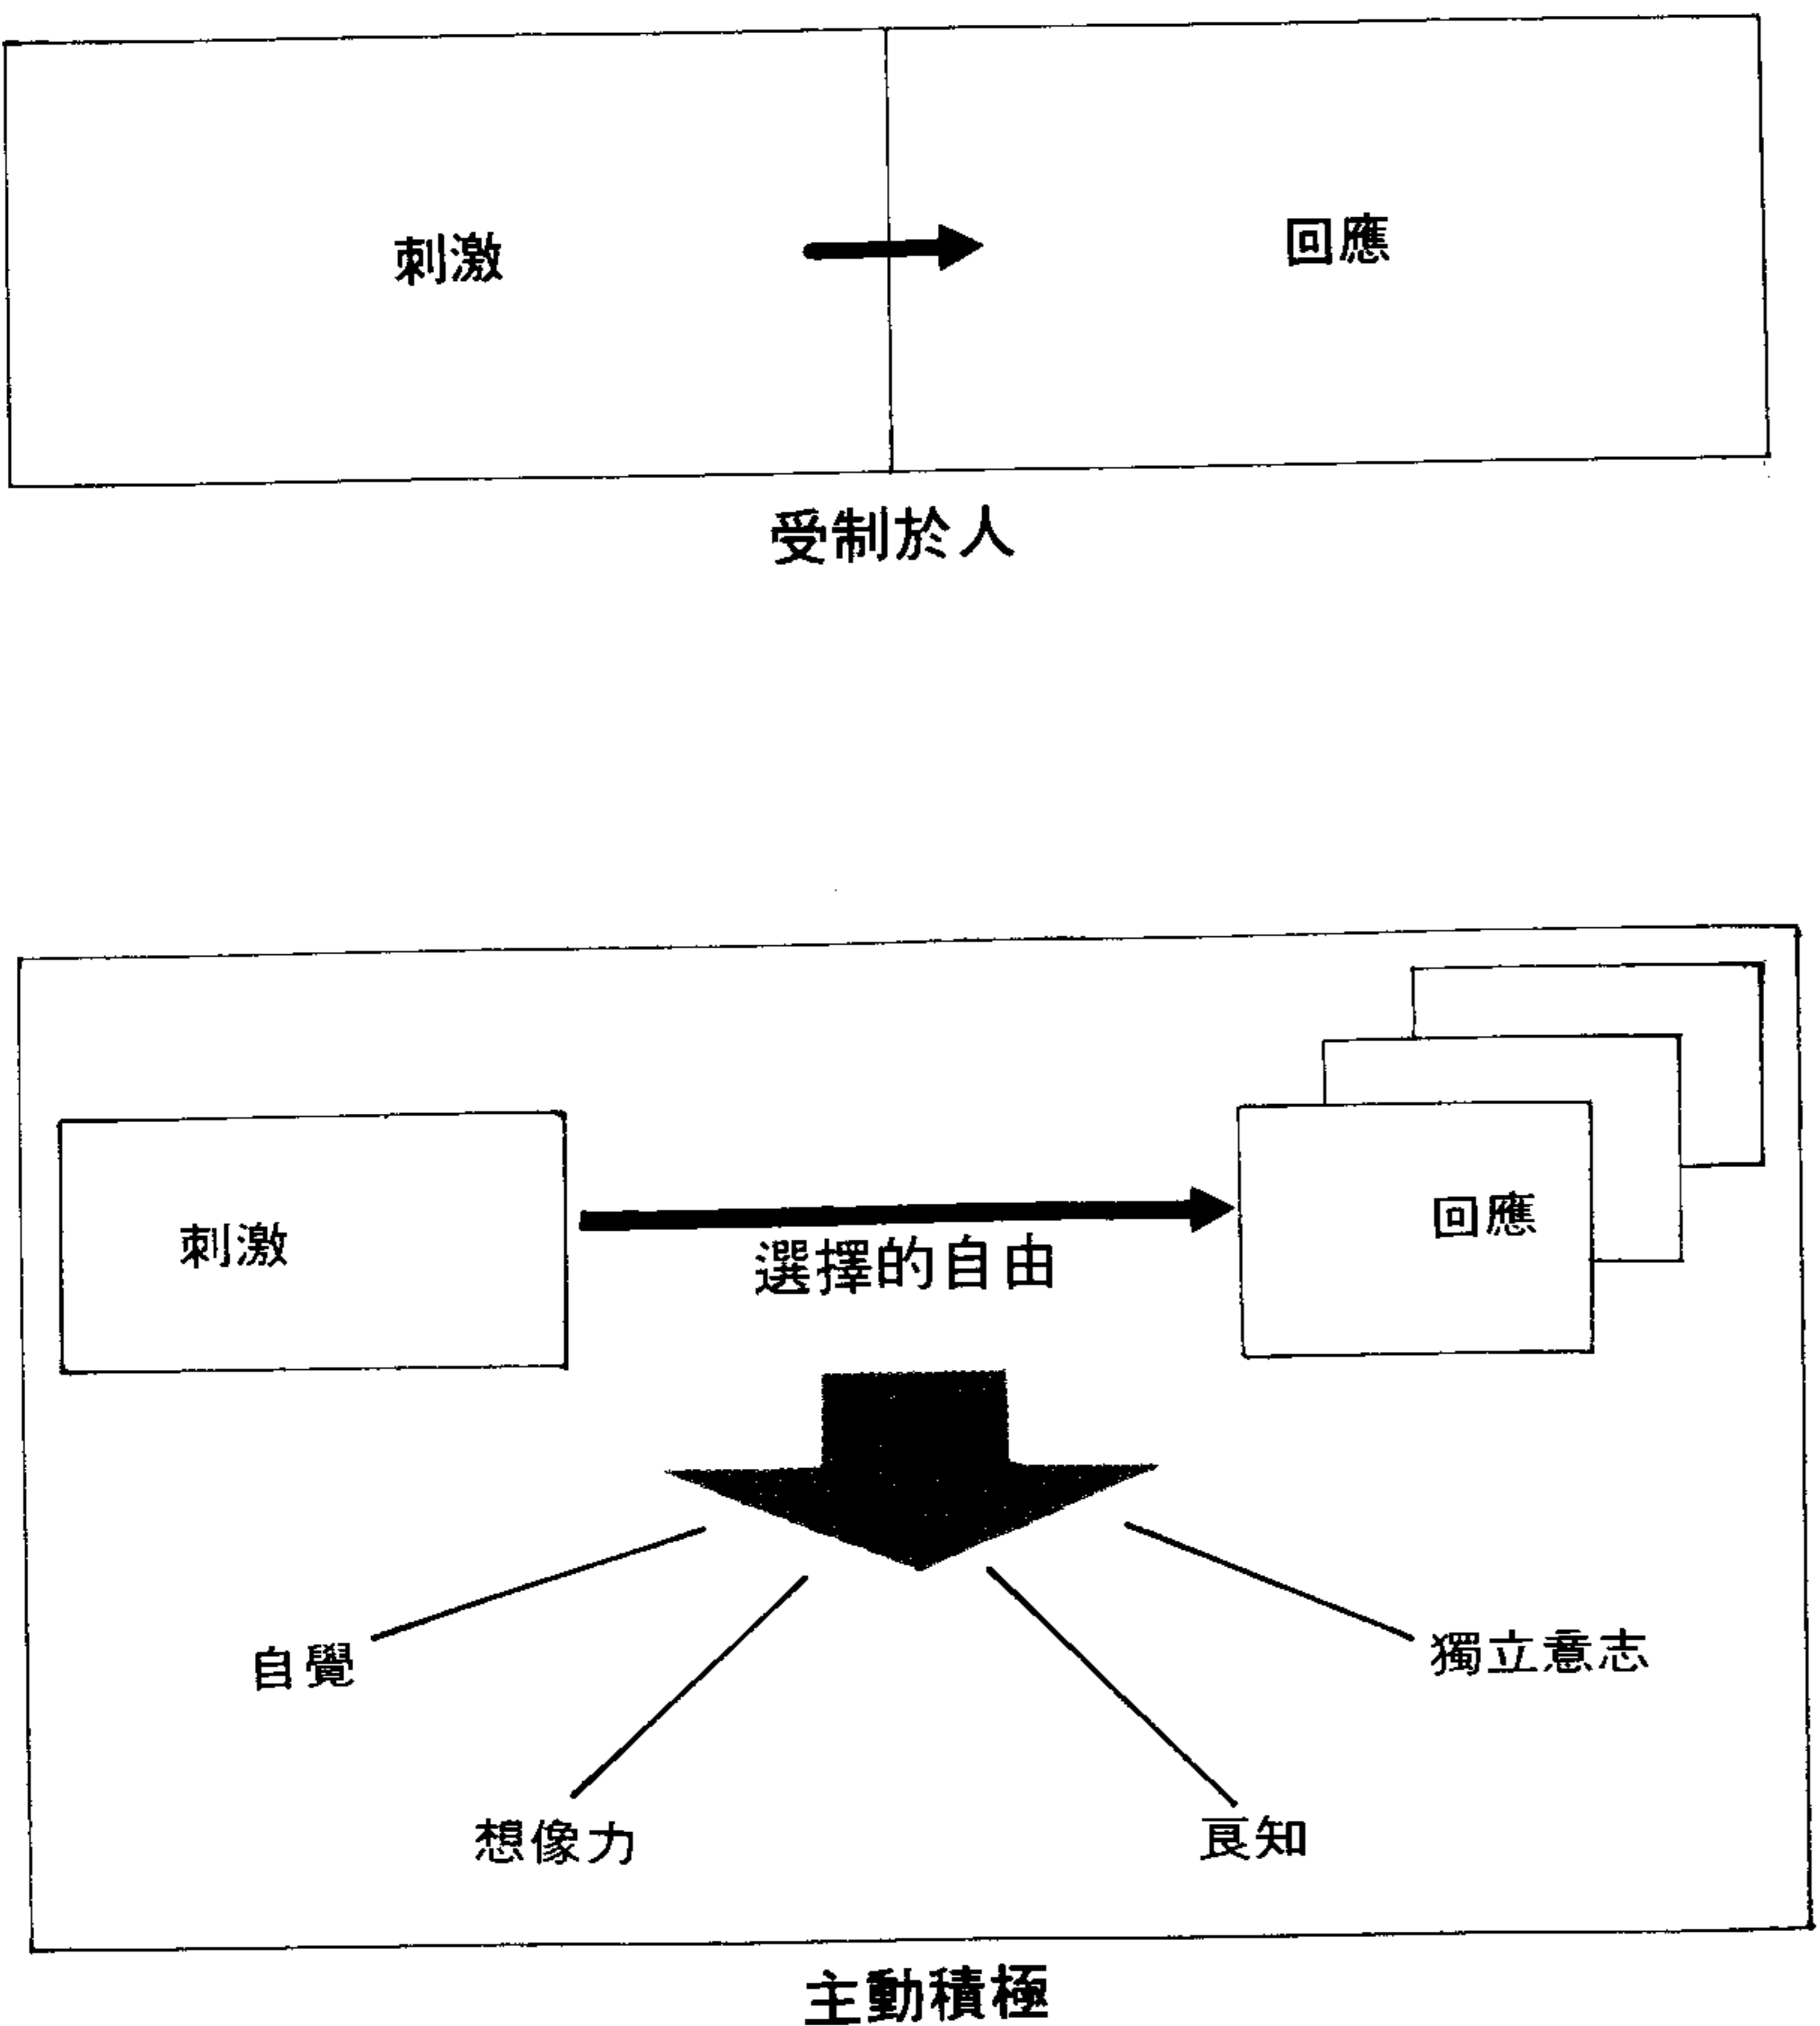 刺激
回應
受制於人
刺激
選擇的自由
回應
自覺
獨立意志
想像力
良知
主動積極